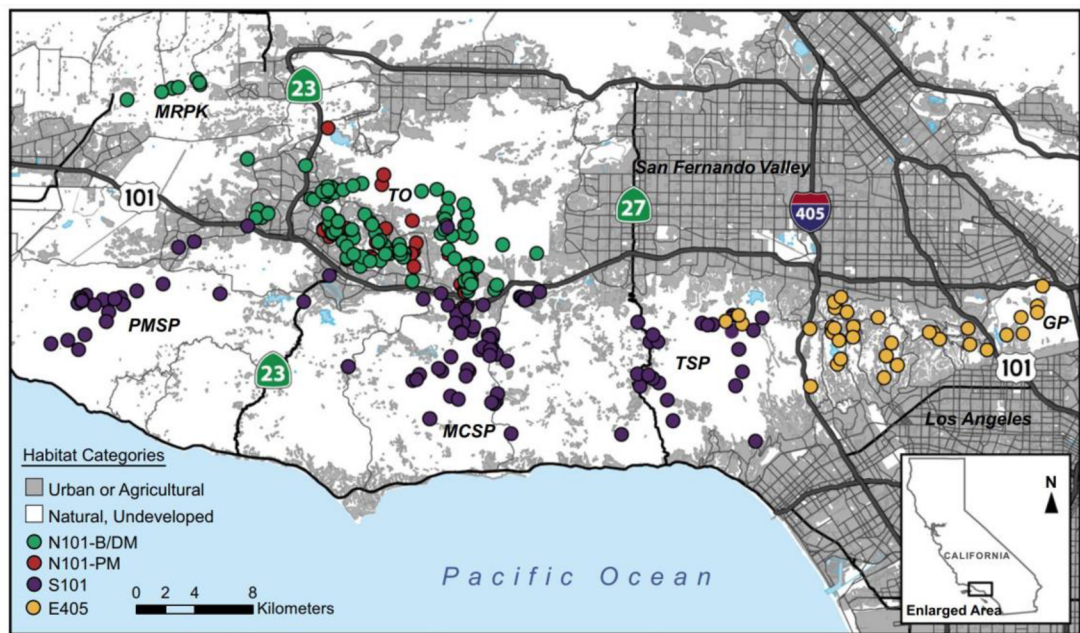 23
MRPK
101
TO
San Fernando Valley
27
405
PMSP
23
MCSP
TSP
GP
101
Los Angeles
Habitat Categories
Urban or Agricultural
Natural, Undeveloped
N101-B/DM
N101-PM
S101
E405
0 2 4 8
Kilometers
Pacific Ocean
N
CALIFORNIA
Enlarged Area